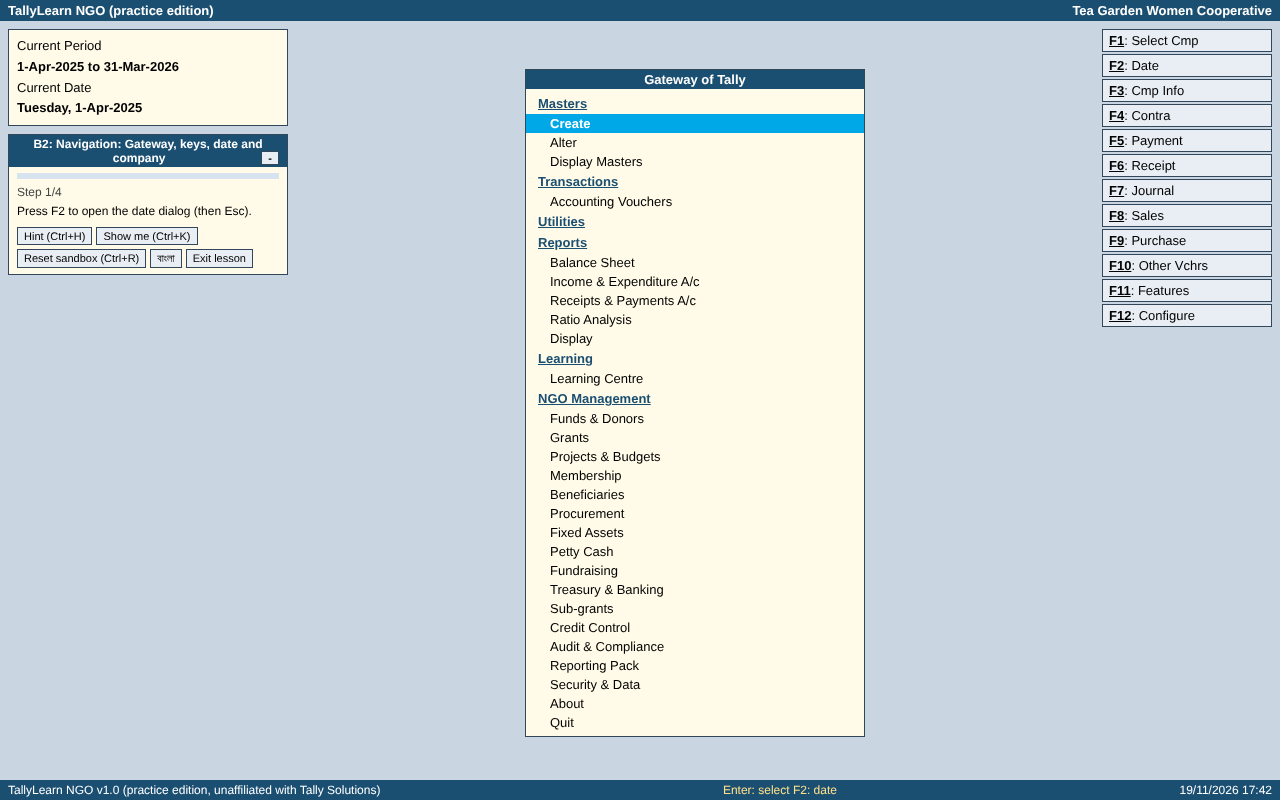 TallyLearn NGO (practice edition)
Tea Garden Women Cooperative
Current Period
1-Apr-2025 to 31-Mar-2026
Current Date
Tuesday, 1-Apr-2025
B2: Navigation: Gateway, keys, date and
company
-
Step 1/4
Press F2 to open the date dialog (then Esc).
Hint (Ctrl+H)
Show me (Ctrl+K)
Reset sandbox (Ctrl+R)
বাংলা
Exit lesson
Gateway of Tally
Masters
Create
Alter
Display Masters
Transactions
Accounting Vouchers
Utilities
Reports
Balance Sheet
Income & Expenditure A/c
Receipts & Payments A/c
Ratio Analysis
Display
Learning
Learning Centre
NGO Management
Funds & Donors
Grants
Projects & Budgets
Membership
Beneficiaries
Procurement
Fixed Assets
Petty Cash
Fundraising
Treasury & Banking
Sub-grants
Credit Control
Audit & Compliance
Reporting Pack
Security & Data
About
Quit
F1: Select Cmp
F2: Date
F3: Cmp Info
F4: Contra
F5: Payment
F6: Receipt
F7: Journal
F8: Sales
F9: Purchase
F10: Other Vchrs
F11: Features
F12: Configure
TallyLearn NGO v1.0 (practice edition, unaffiliated with Tally Solutions)
Enter: select F2: date
19/11/2026 17:42